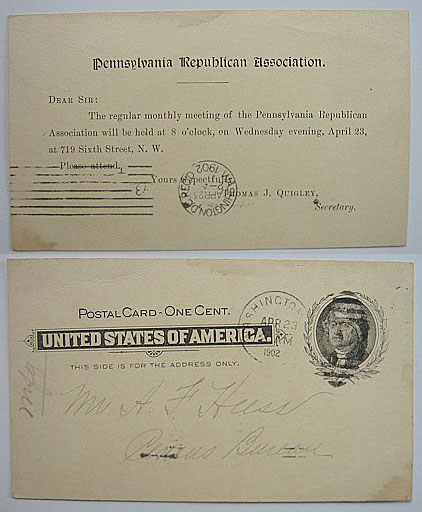 Pennsylvania Republican Association.
DEAR SIR:
The regular monthly meeting of the Pennsylvania Republican
Association will be held at 8 o'clock, on Wednesday evening, April 23,
at 719 Sixth Street, N. W.
Please attend,
Yours respectfully,
THOMAS J. QUIGLEY,
Secretary.
WASHINGTON, D.C. REC'D
APR 23
1902
POSTAL CARD - ONE CENT.
UNITED STATES OF AMERICA.
THIS SIDE IS FOR THE ADDRESS ONLY.
SHINGTO
APR 23
M
1902
Mr A. F.